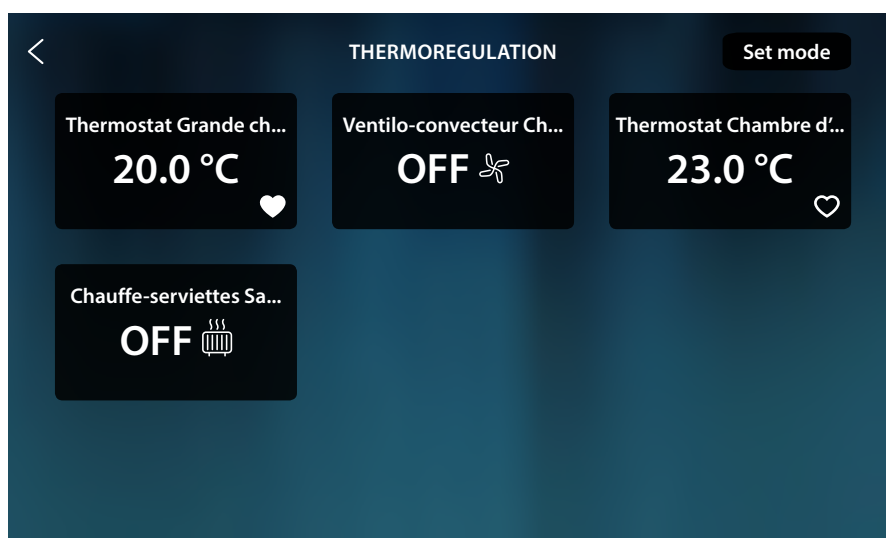 THERMOREGULATION
Set mode
Thermostat Grande ch...
20.0 °C
Ventilo-convecteur Ch...
OFF
Thermostat Chambre d’...
23.0 °C
Chauffe-serviettes Sa...
OFF